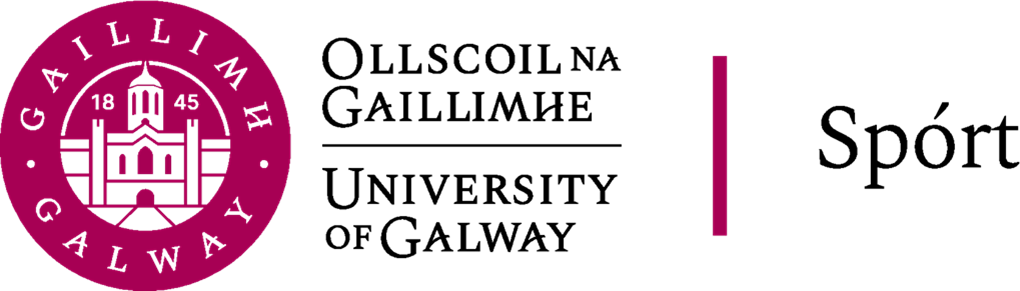 GAILLIMH
18 45
GALWAY
OLLSCOIL NA
GAILLIMHE
UNIVERSITY
OF GALWAY
Spórt